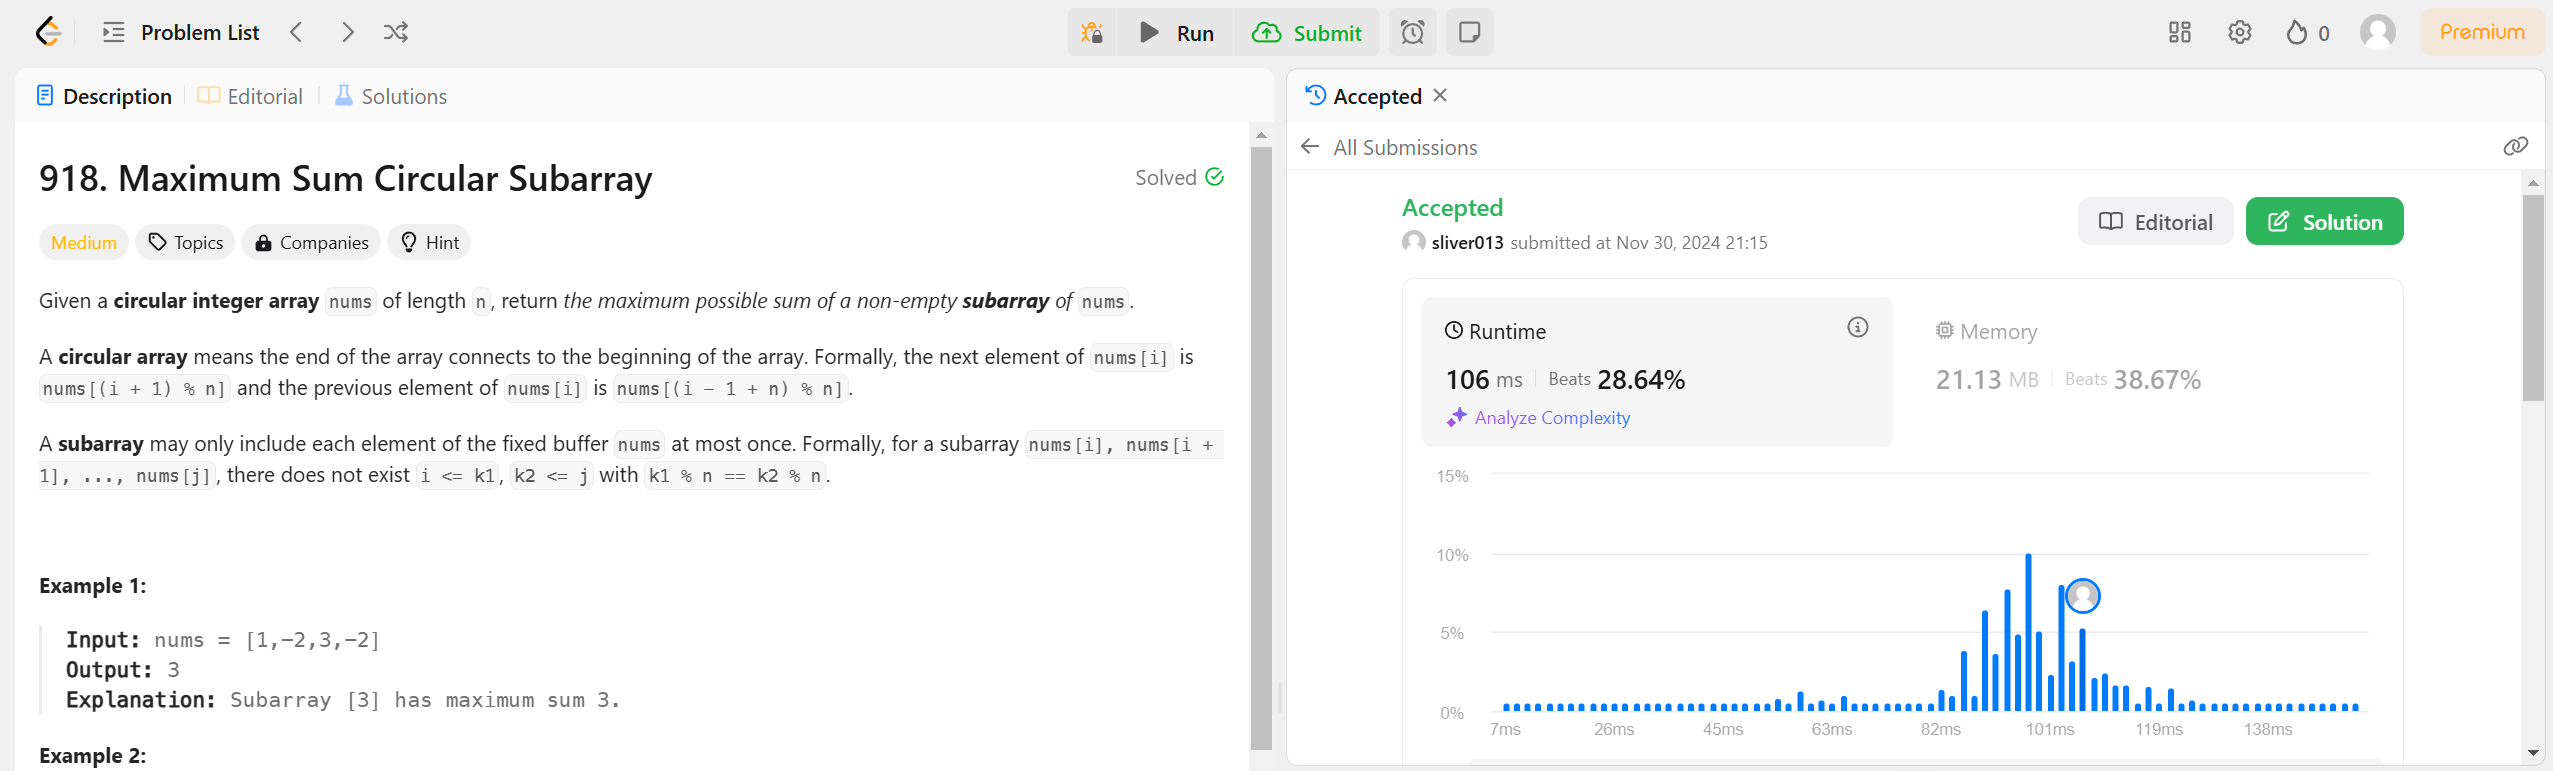 Problem List
Run
Submit
0
Premium
Description
Editorial
Solutions
918. Maximum Sum Circular Subarray
Solved
Medium
Topics
Companies
Hint
Given a circular integer array nums of length n, return the maximum possible sum of a non-empty subarray of nums.
A circular array means the end of the array connects to the beginning of the array. Formally, the next element of nums[i] is
nums[(i + 1) % n] and the previous element of nums[i] is nums[(i - 1 + n) % n].
A subarray may only include each element of the fixed buffer nums at most once. Formally, for a subarray nums[i], nums[i +
1], ..., nums[j], there does not exist i <= k1, k2 <= j with k1 % n == k2 % n.
Example 1:
Input: nums = [1,-2,3,-2]
Output: 3
Explanation: Subarray [3] has maximum sum 3.
Example 2:
Accepted
All Submissions
Accepted
sliver013 submitted at Nov 30, 2024 21:15
Editorial
Solution
Runtime
106 ms Beats 28.64%
Analyze Complexity
Memory
21.13 MB Beats 38.67%
15%
10%
5%
0%
7ms 26ms 45ms 63ms 82ms 101ms 119ms 138ms